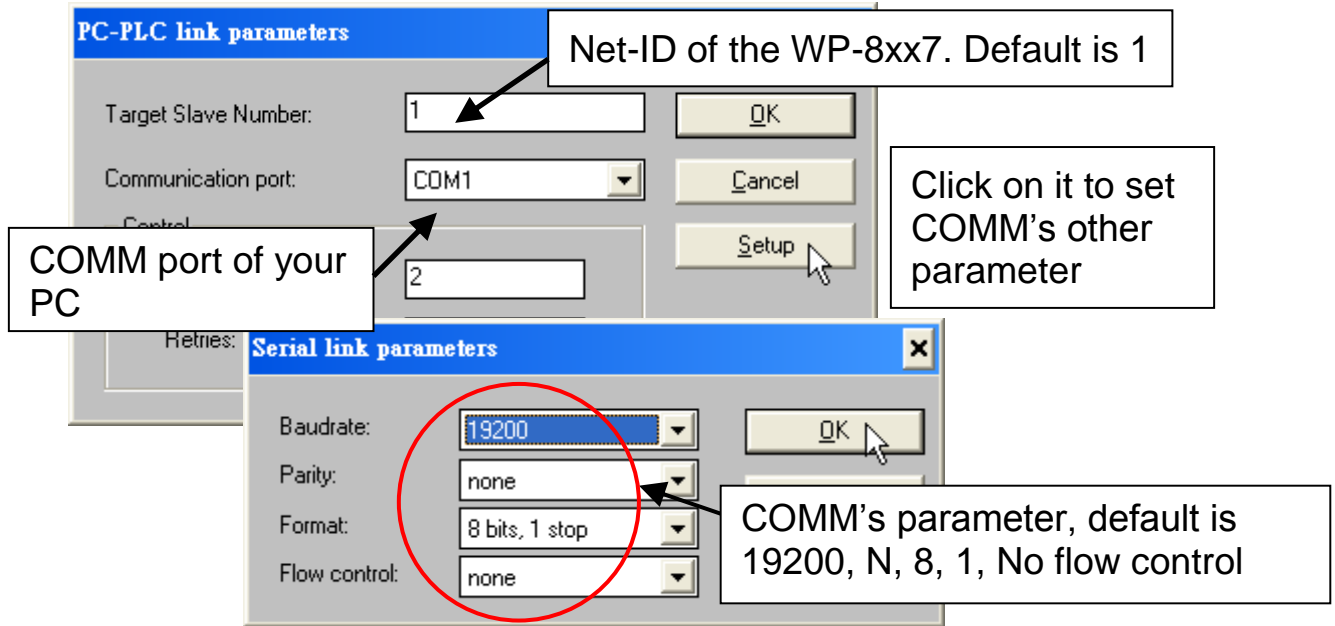 PC-PLC link parameters
Net-ID of the WP-8xx7. Default is 1
Target Slave Number:
1
OK
Communication port:
COM1
Cancel
Click on it to set
COMM's other
parameter
Control
COMM port of your
PC
2
Setup
Retries:
Serial link parameters
Baudrate:
19200
OK
Parity:
none
Format:
8 bits, 1 stop
Flow control:
none
COMM's parameter, default is
19200, N, 8, 1, No flow control